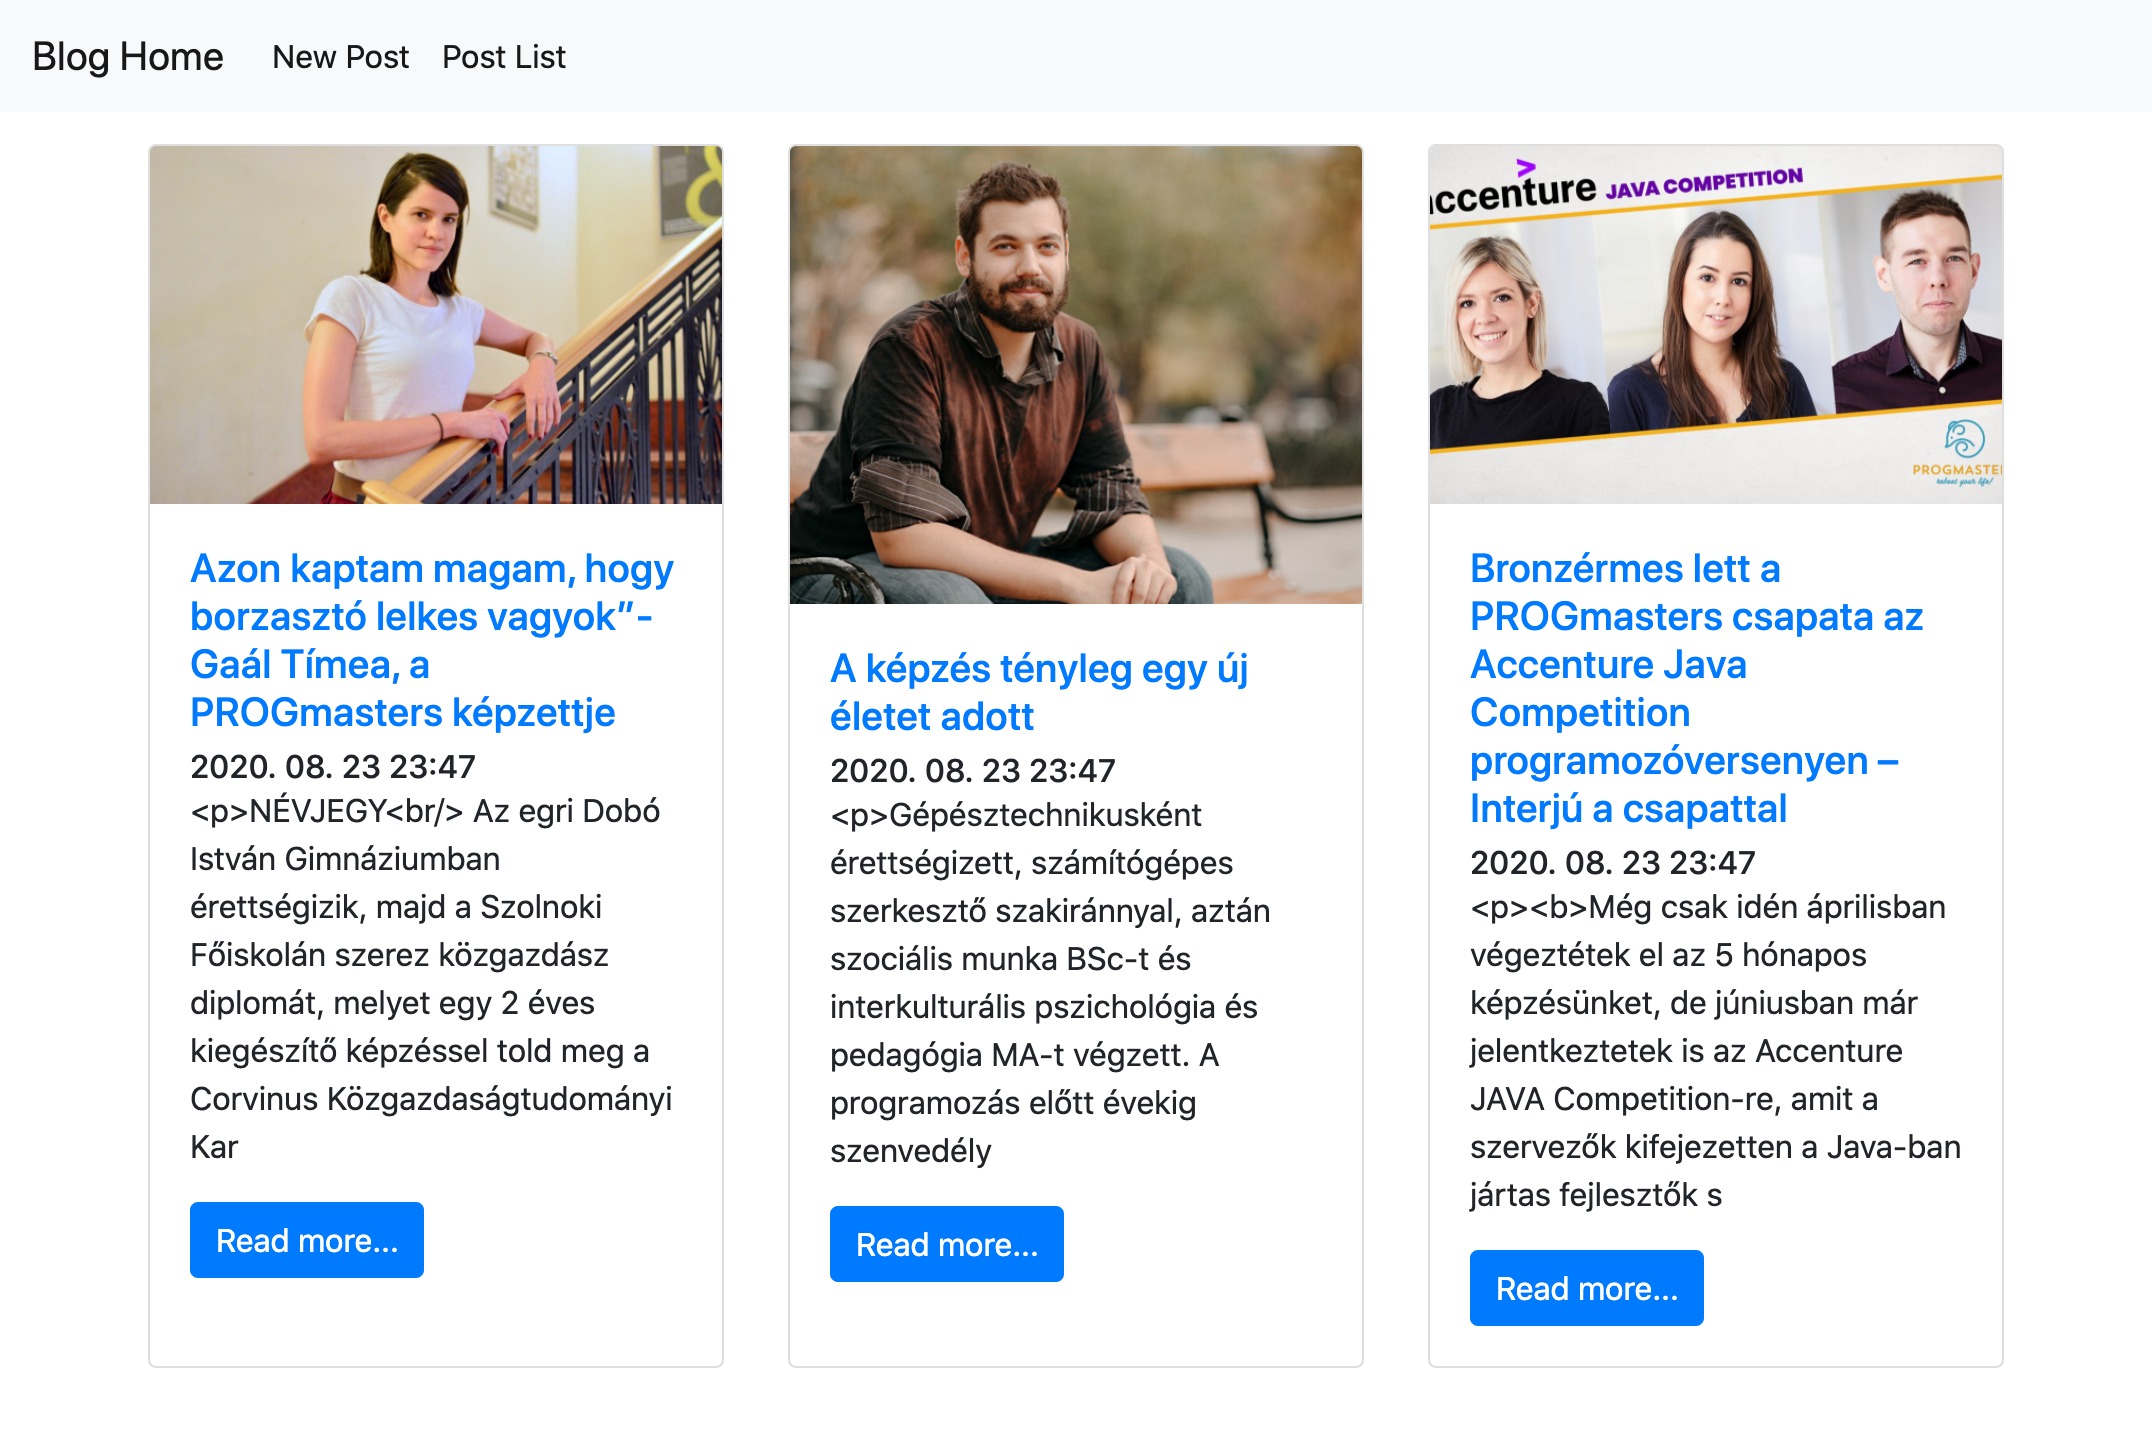 Blog Home New Post Post List
Azon kaptam magam, hogy
borzasztó lelkes vagyok”-
Gaál Tímea, a
PROGmasters képzettje
2020. 08. 23 23:47
<p>NÉVJEGY<br/> Az egri Dobó
István Gimnáziumban
érettségizik, majd a Szolnoki
Főiskolán szerez közgazdász
diplomát, melyet egy 2 éves
kiegészítő képzéssel told meg a
Corvinus Közgazdaságtudományi
Kar
Read more...
A képzés tényleg egy új
életet adott
2020. 08. 23 23:47
<p>Gépésztechnikusként
érettségizett, számítógépes
szerkesztő szakiránnyal, aztán
szociális munka BSc-t és
interkulturális pszichológia és
pedagógia MA-t végzett. A
programozás előtt évekig
szenvedély
Read more...
>
accenture JAVA COMPETITION
PROGMASTE
reboot your life!
Bronzérmes lett a
PROGmasters csapata az
Accenture Java
Competition
programozóversenyen –
Interjú a csapattal
2020. 08. 23 23:47
<p><b>Még csak idén áprilisban
végeztétek el az 5 hónapos
képzésünket, de júniusban már
jelentkeztetek is az Accenture
JAVA Competition-re, amit a
szervezők kifejezetten a Java-ban
jártas fejlesztők s
Read more...